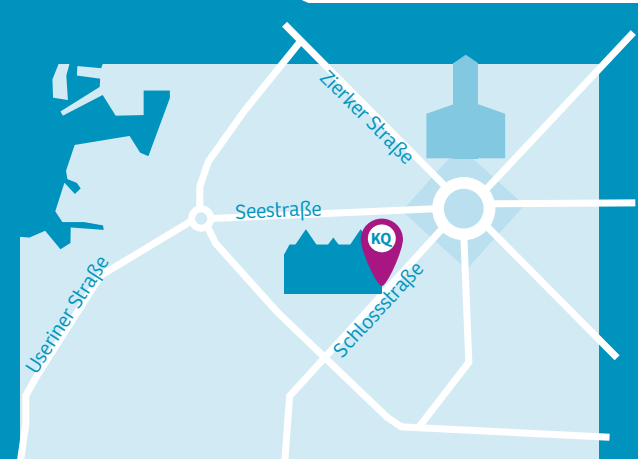 Zierker Straße
Seestraße
KQ
Schlossstraße
Useriner Straße